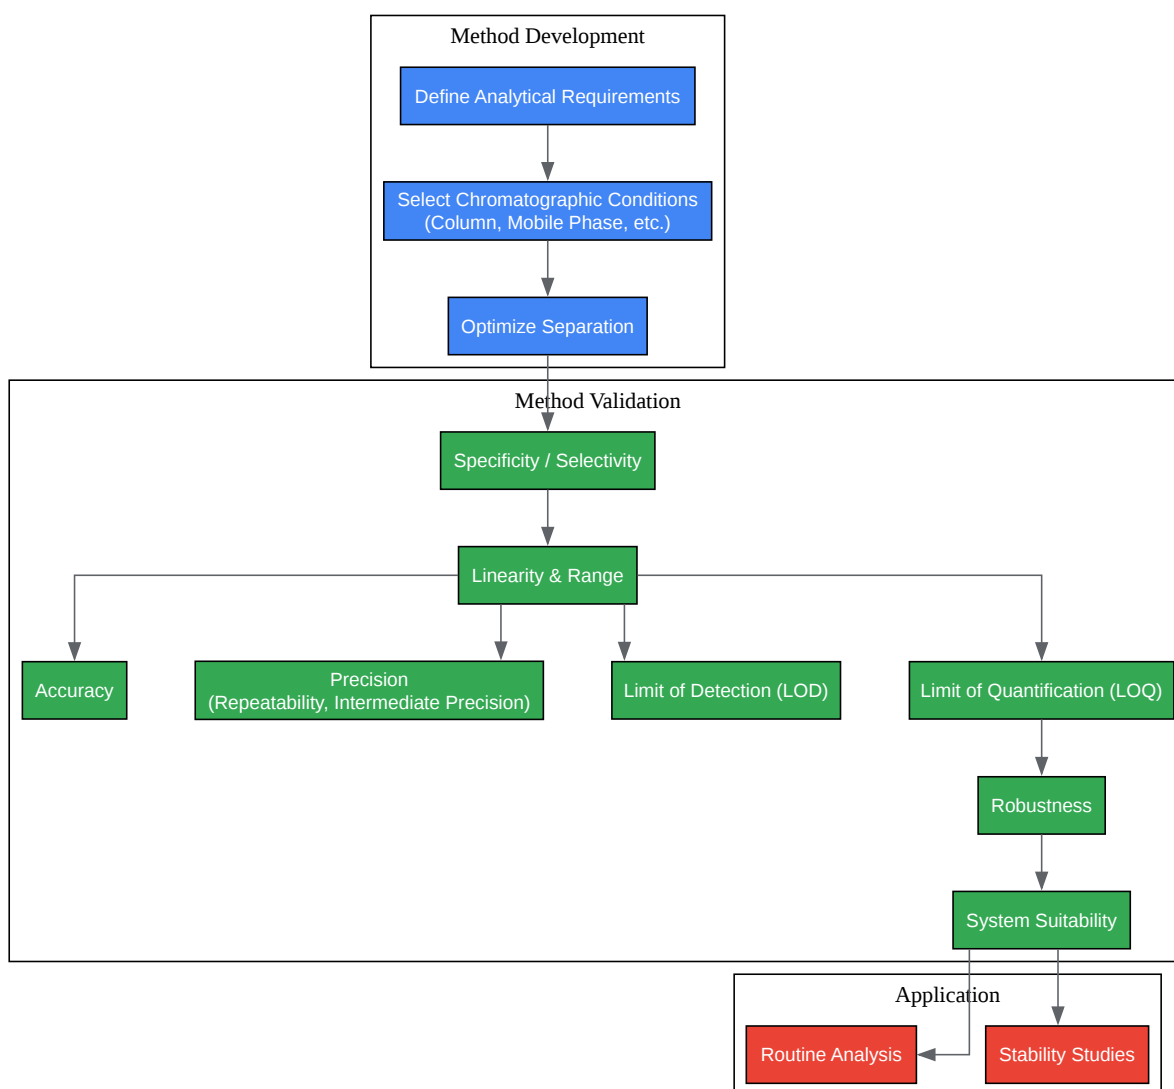 Method Development
Define Analytical Requirements
Select Chromatographic Conditions
(Column, Mobile Phase, etc.)
Optimize Separation
Method Validation
Specificity / Selectivity
Linearity & Range
Accuracy
Precision
(Repeatability, Intermediate Precision)
Limit of Detection (LOD)
Limit of Quantification (LOQ)
Robustness
System Suitability
Application
Routine Analysis
Stability Studies